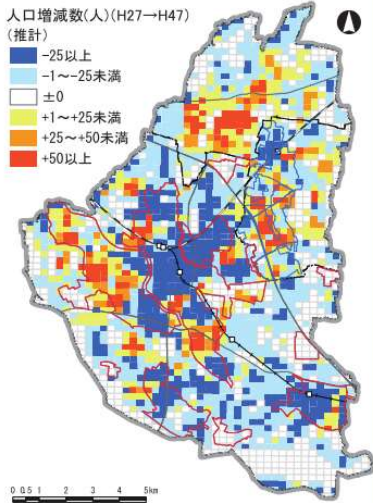 人口増減数(人)(H27→H47)
(推計)
-25以上
-1～-25未満
±0
+1～+25未満
+25～+50未満
+50以上
0 0.5 1 2 3 4 5km